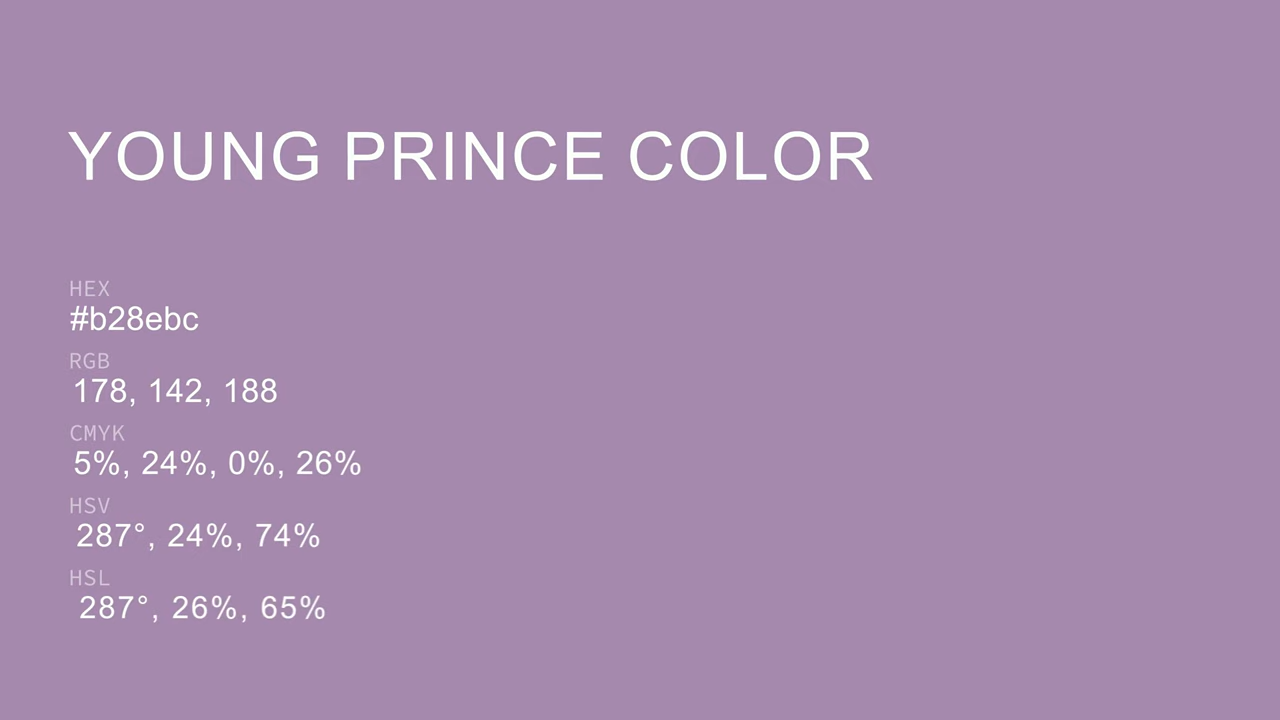 YOUNG PRINCE COLOR
HEX
#b28ebc
RGB
178, 142, 188
CMYK
5%, 24%, 0%, 26%
HSV
287°, 24%, 74%
HSL
287°, 26%, 65%